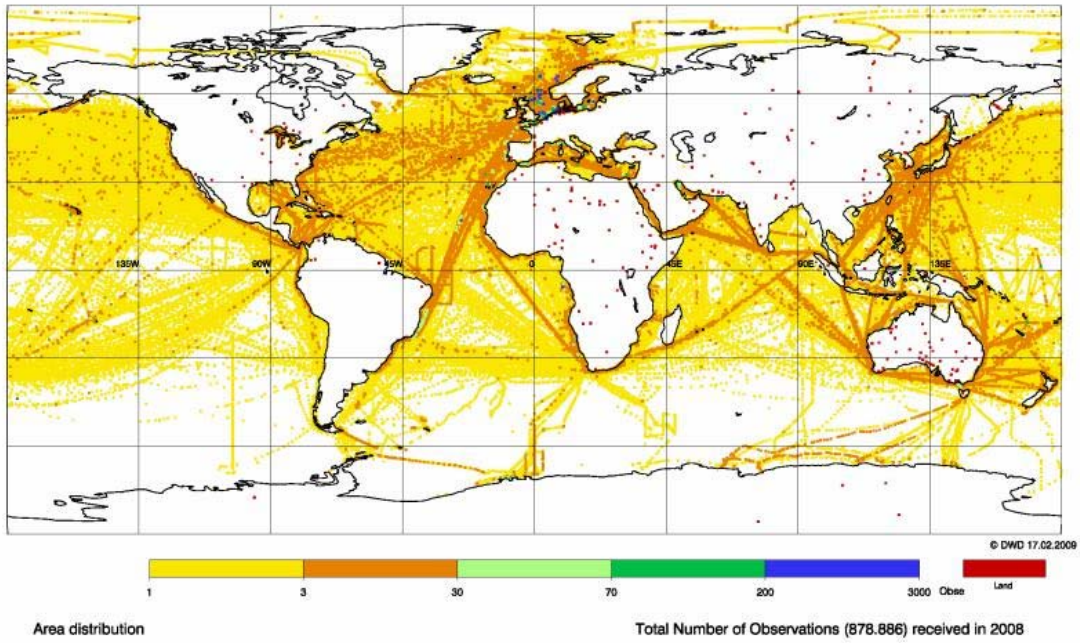 135W 90W 45W 0 45E 90E 135E
© DWD 17.02.2009
1 3 30 70 200 3000 Obse Land
Area distribution
Total Number of Observations (878.886) received in 2008